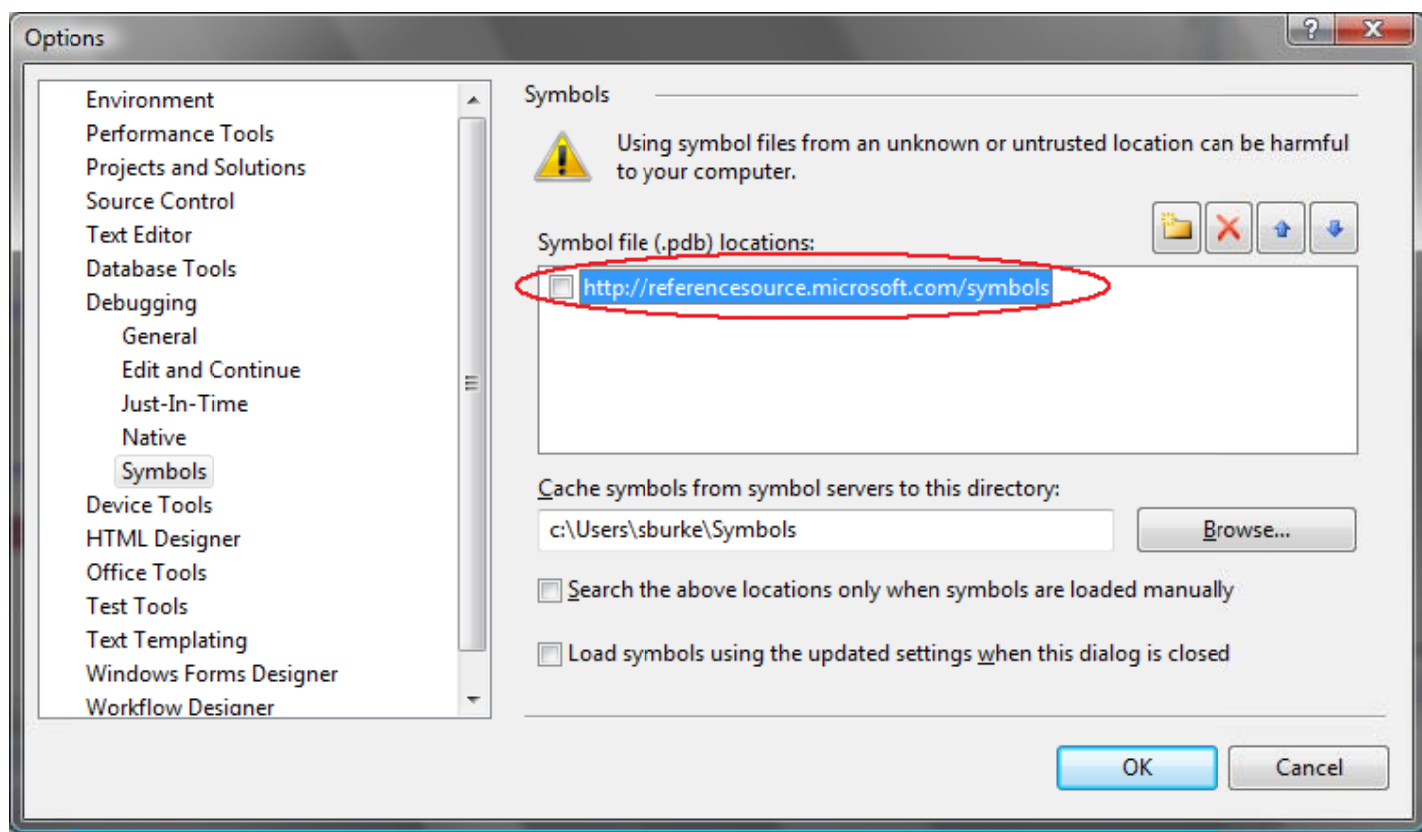 Options
Environment
Performance Tools
Projects and Solutions
Source Control
Text Editor
Database Tools
Debugging
General
Edit and Continue
Just-In-Time
Native
Symbols
Device Tools
HTML Designer
Office Tools
Test Tools
Text Templating
Windows Forms Designer
Workflow Designer
Symbols
Using symbol files from an unknown or untrusted location can be harmful
to your computer.
Symbol file (.pdb) locations:
http://referencesource.microsoft.com/symbols
Cache symbols from symbol servers to this directory:
c:\Users\sburke\Symbols
Browse...
Search the above locations only when symbols are loaded manually
Load symbols using the updated settings when this dialog is closed
OK
Cancel